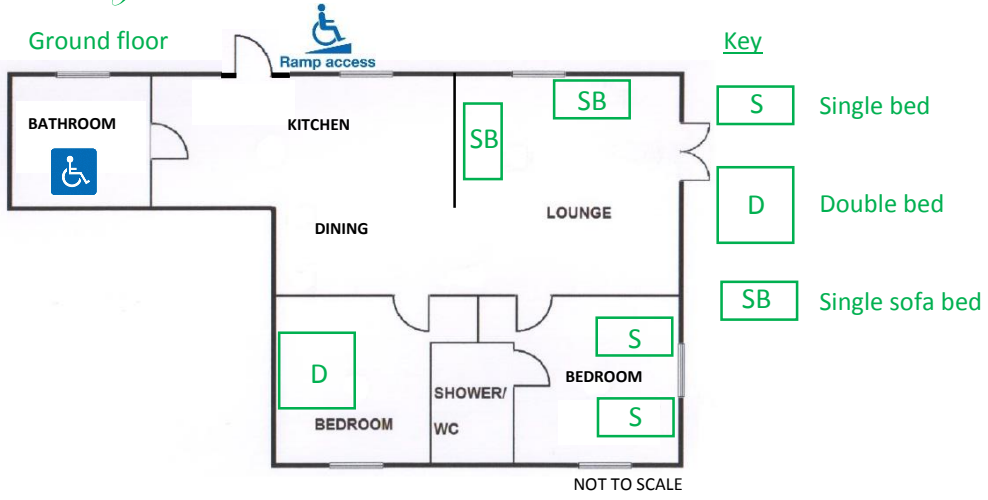 Ground floor
Ramp access
Key
BATHROOM
KITCHEN
SB
SB
S
Single bed
DINING
LOUNGE
D
Double bed
SB
Single sofa bed
D
BEDROOM
SHOWER/
WC
S
BEDROOM
S
NOT TO SCALE